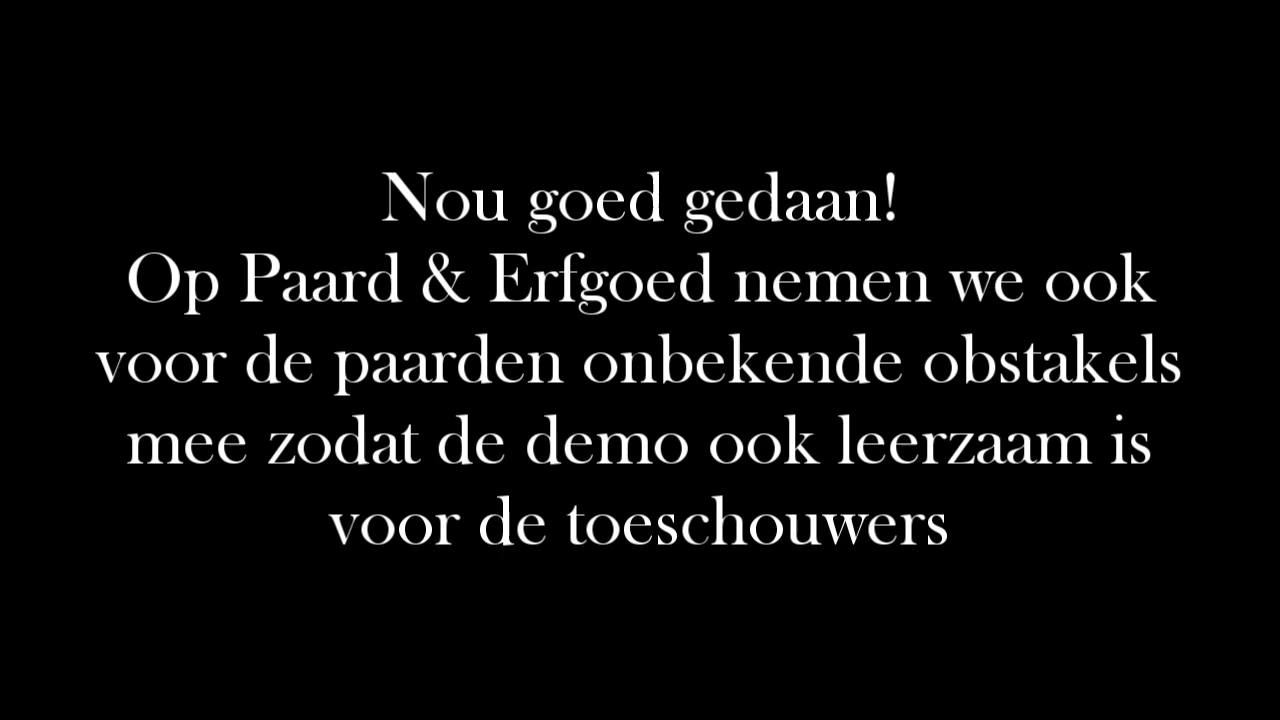 Nou goed gedaan!
Op Paard & Erfgoed nemen we ook
voor de paarden onbekende obstakels
mee zodat de demo ook leerzaam is
voor de toeschouwers